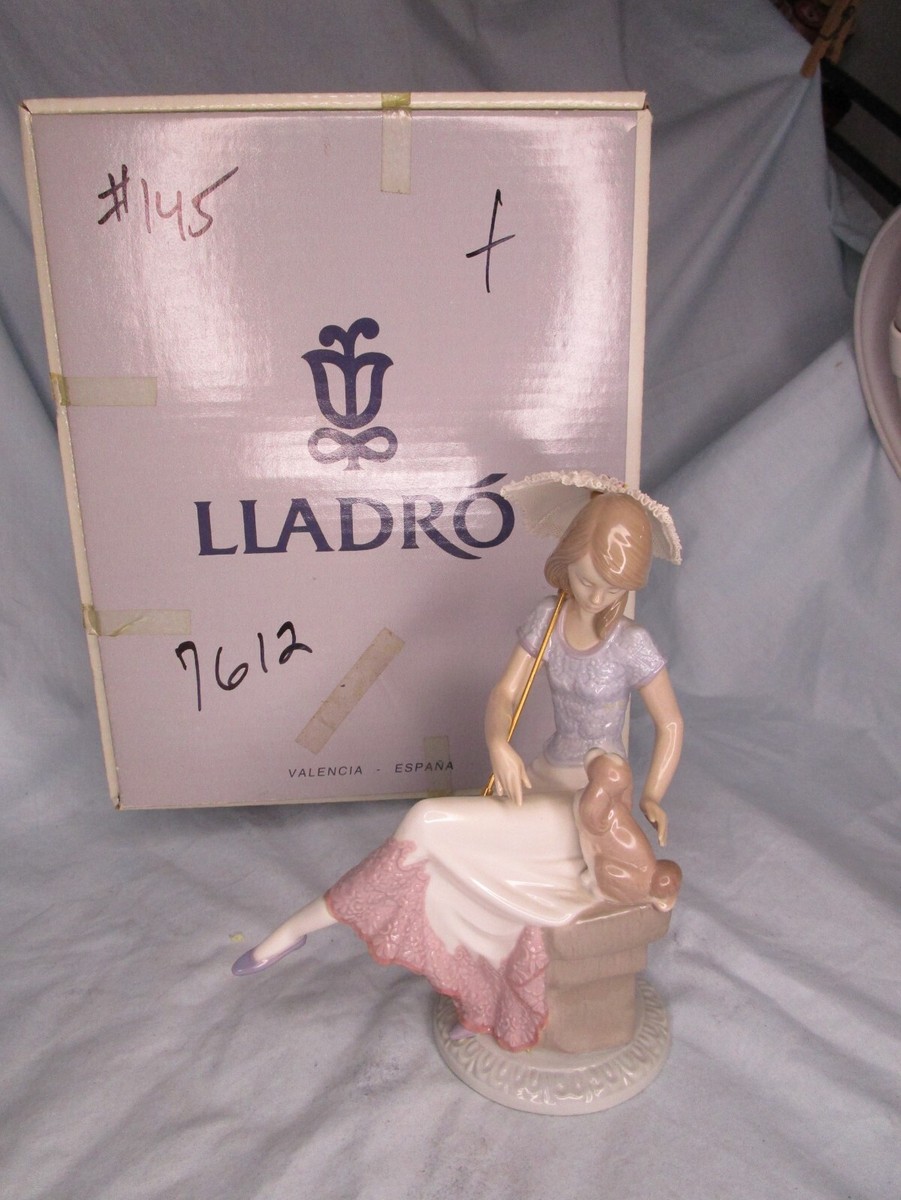 #145
LLADRÓ
7612
VALENCIA - ESPAÑA